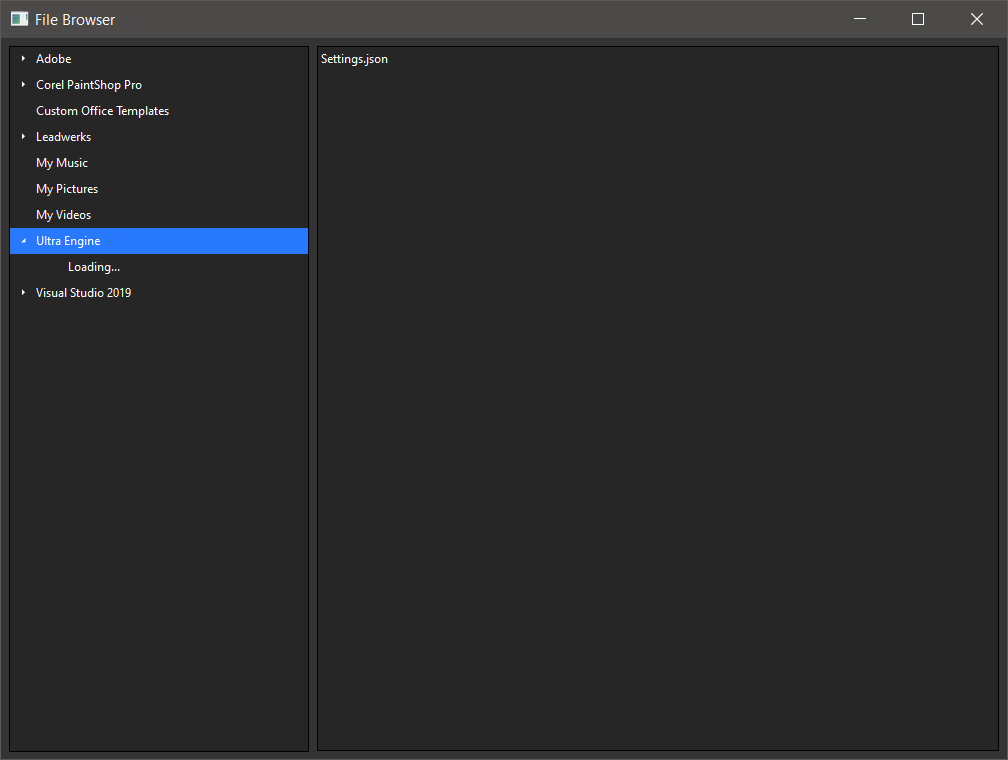 File Browser
Adobe
Corel PaintShop Pro
Custom Office Templates
Leadwerks
My Music
My Pictures
My Videos
Ultra Engine
Loading...
Visual Studio 2019
Settings.json